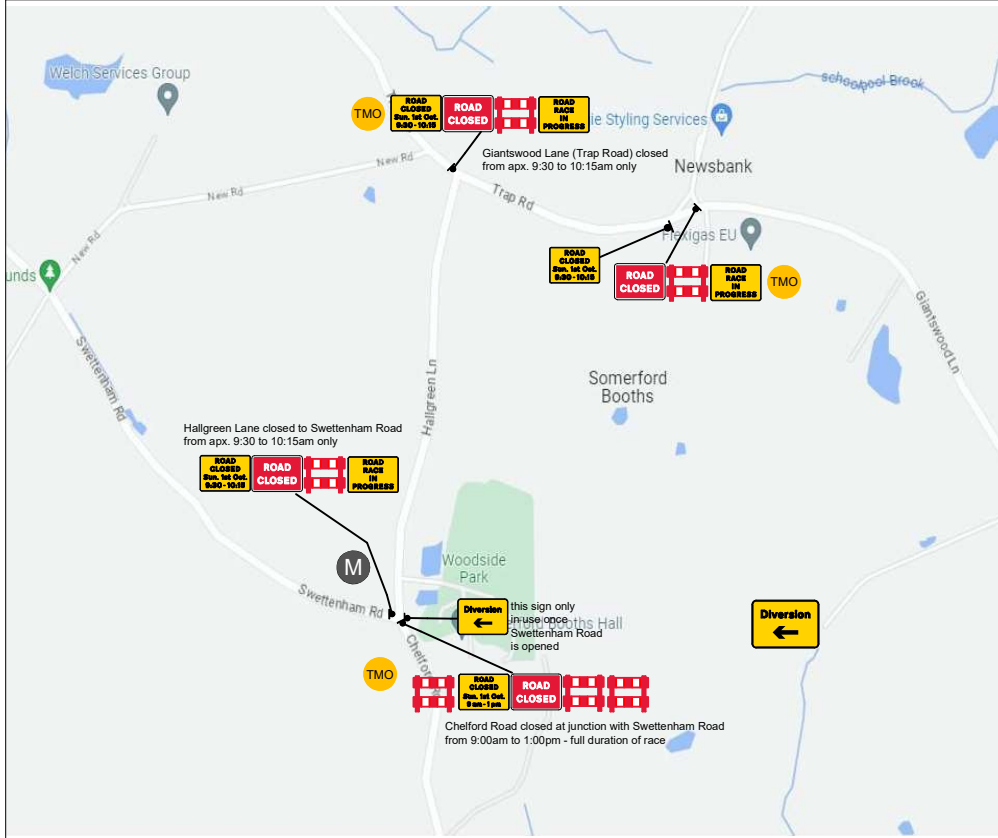 Welch Services Group
schoolpool Brook
TMO
ROAD
CLOSED
Sun. 1st Oct.
9:30 - 10:15
ROAD
CLOSED
ROAD
RACE
IN
PROGRESS
ie Styling Services
Giantswood Lane (Trap Road) closed
from apx. 9:30 to 10:15am only
Newsbank
New Rd
New Rd
Trap Rd
New Rd
Flexigas EU
ROAD
CLOSED
Sun. 1st Oct.
9:30 - 10:15
ROAD
CLOSED
ROAD
RACE
IN
PROGRESS
TMO
unds
Giantswood Ln
Swettenham Rd
Hallgreen Ln
Somerford
Booths
Hallgreen Lane closed to Swettenham Road
from apx. 9:30 to 10:15am only
ROAD
CLOSED
Sun. 1st Oct.
9:30 - 10:15
ROAD
CLOSED
ROAD
RACE
IN
PROGRESS
M
Woodside
Park
Swettenham Rd
Diversion
this sign only
in use once
Swettenham Road
is opened
Booths Hall
Diversion
Chelford
TMO
ROAD
CLOSED
Sun. 1st Oct.
9 am - 1 pm
ROAD
CLOSED
Chelford Road closed at junction with Swettenham Road
from 9:00am to 1:00pm - full duration of race